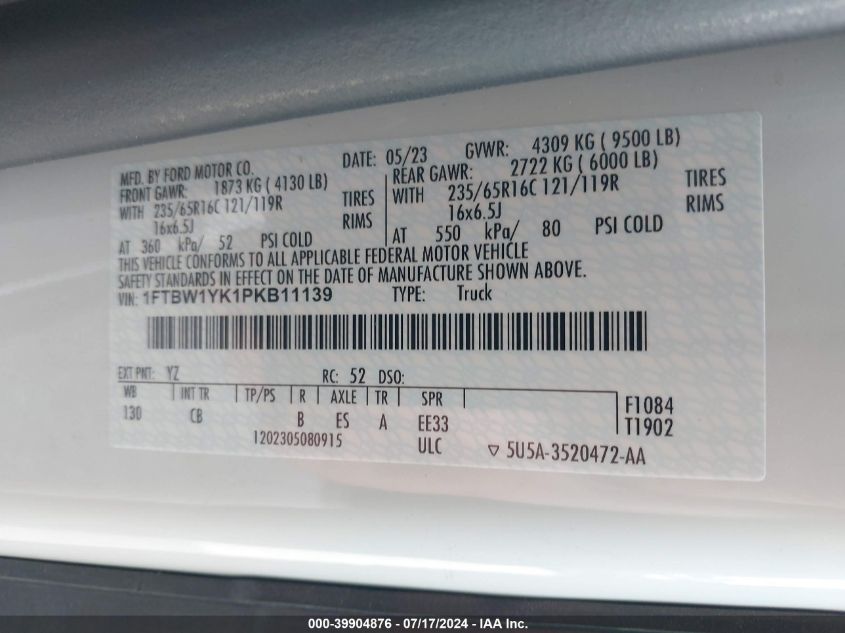 MFD. BY FORD MOTOR CO. DATE: 05/23 GVWR: 4309 KG ( 9500 LB)
FRONT GAWR: 1873 KG ( 4130 LB) REAR GAWR: 2722 KG ( 6000 LB)
WITH 235/65R16C 121/119R TIRES WITH 235/65R16C 121/119R TIRES
16x6.5J RIMS 16x6.5J RIMS
AT 360 kPa/ 52 PSI COLD AT 550 kPa/ 80 PSI COLD
THIS VEHICLE CONFORMS TO ALL APPLICABLE FEDERAL MOTOR VEHICLE
SAFETY STANDARDS IN EFFECT ON THE DATE OF MANUFACTURE SHOWN ABOVE.
VIN: 1FTBW1YK1PKB11139 TYPE: Truck
EXT PNT: YZ RC: 52 DSO:
WB INT TR TP/PS R AXLE TR SPR
130 CB B ES A EE33
F1084
T1902
1202305080915 ULC ▽ 5U5A-3520472-AA
000-39904876 - 07/17/2024 - IAA Inc.